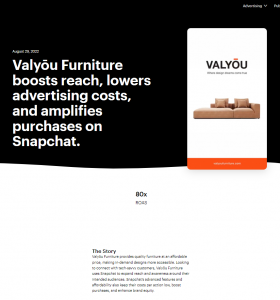 Advertising
August 29, 2022
Valyōu Furniture
boosts reach, lowers
advertising costs,
and amplifies
purchases on
Snapchat.
VALYŌU
80x
ROAS
The Story
Valyōu Furniture provides quality furniture at an affordable
price, making in-demand designs more accessible. Looking
to connect with tech-savvy customers, Valyōu Furniture
uses Snapchat to expand reach and awareness around their
intended audiences. Snapchat's advanced features and
affordability also keep their costs per action low, boost
purchases, and enhance brand equity.